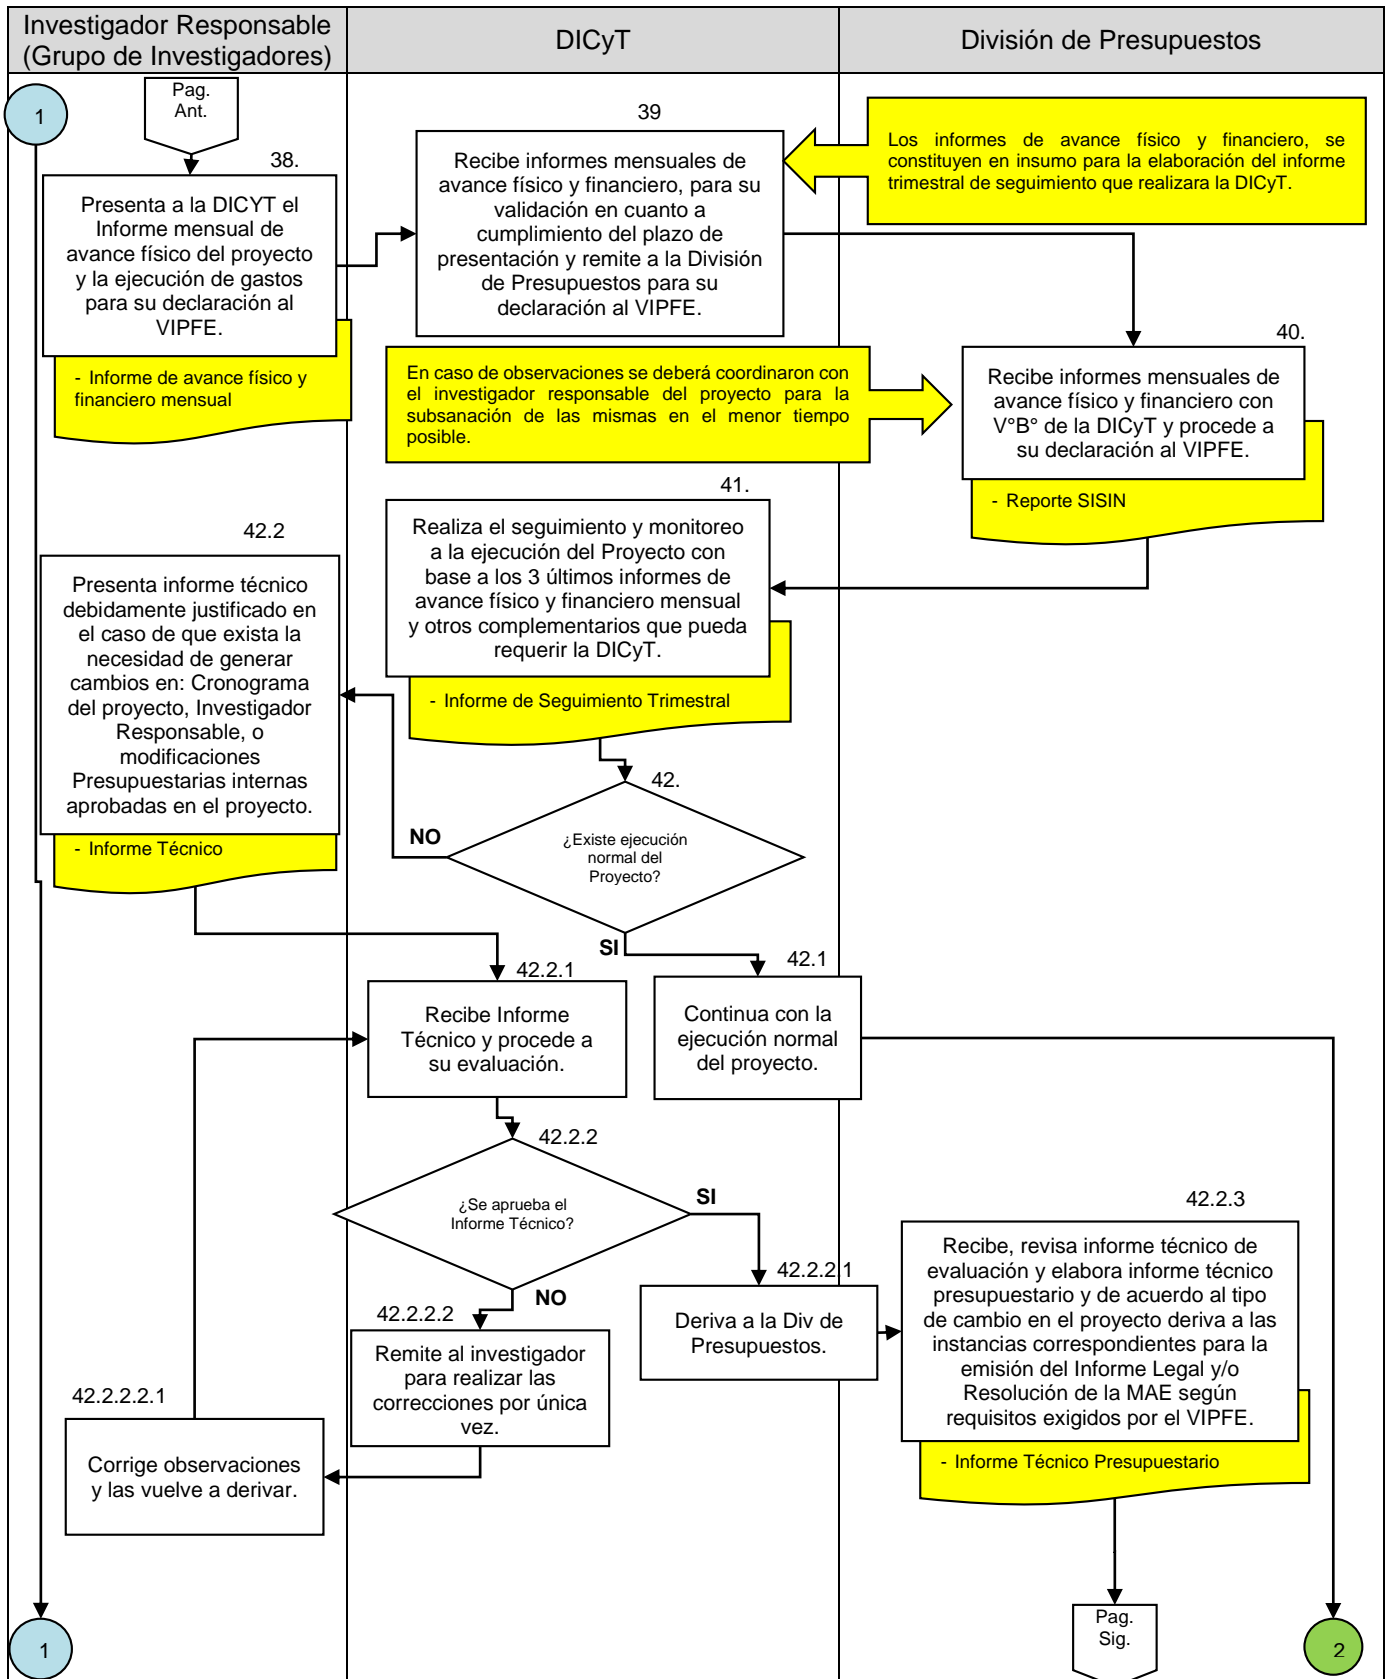 Investigador Responsable
(Grupo de Investigadores)
DICyT
División de Presupuestos
1
Pag.
Ant.
38.
Presenta a la DICYT el
Informe mensual de
avance físico del proyecto
y la ejecución de gastos
para su declaración al
VIPFE.
- Informe de avance físico y
financiero mensual
39
Recibe informes mensuales de
avance físico y financiero, para su
validación en cuanto a
cumplimiento del plazo de
presentación y remite a la División
de Presupuestos para su
declaración al VIPFE.
Los informes de avance físico y financiero, se
constituyen en insumo para la elaboración del informe
trimestral de seguimiento que realizara la DICyT.
En caso de observaciones se deberá coordinaron con
el investigador responsable del proyecto para la
subsanación de las mismas en el menor tiempo
posible.
40.
Recibe informes mensuales de
avance físico y financiero con
V°B° de la DICyT y procede a
su declaración al VIPFE.
- Reporte SISIN
41.
Realiza el seguimiento y monitoreo
a la ejecución del Proyecto con
base a los 3 últimos informes de
avance físico y financiero mensual
y otros complementarios que pueda
requerir la DICyT.
- Informe de Seguimiento Trimestral
42.2
Presenta informe técnico
debidamente justificado en
el caso de que exista la
necesidad de generar
cambios en: Cronograma
del proyecto, Investigador
Responsable, o
modificaciones
Presupuestarias internas
aprobadas en el proyecto.
- Informe Técnico
42.
¿Existe ejecución
normal del
Proyecto?
NO
SI
42.1
Continua con la
ejecución normal
del proyecto.
42.2.1
Recibe Informe
Técnico y procede a
su evaluación.
42.2.2
¿Se aprueba el
Informe Técnico?
SI
NO
42.2.2.1
Deriva a la Div de
Presupuestos.
42.2.2.2
Remite al investigador
para realizar las
correcciones por única
vez.
42.2.2.2.1
Corrige observaciones
y las vuelve a derivar.
42.2.3
Recibe, revisa informe técnico de
evaluación y elabora informe técnico
presupuestario y de acuerdo al tipo
de cambio en el proyecto deriva a las
instancias correspondientes para la
emisión del Informe Legal y/o
Resolución de la MAE según
requisitos exigidos por el VIPFE.
- Informe Técnico Presupuestario
1
Pag.
Sig.
2